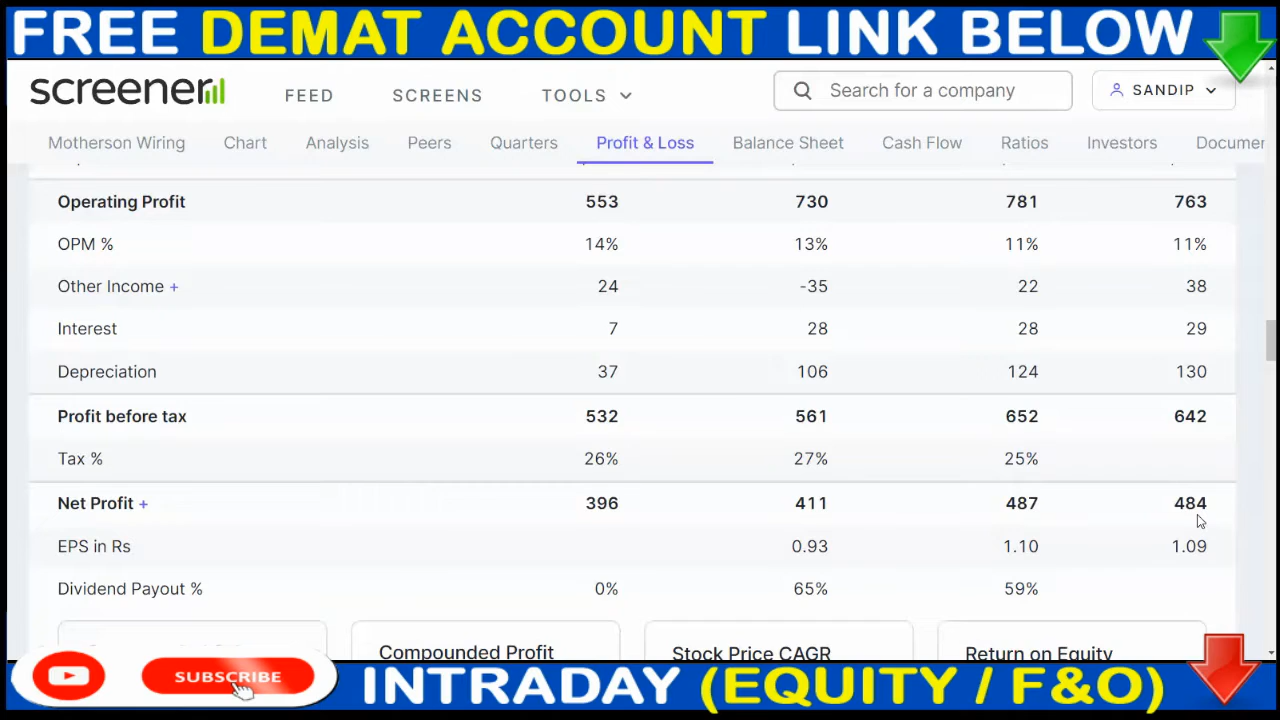 FREE DEMAT ACCOUNT LINK BELOW
screener FEED SCREENS TOOLS Search for a company SANDIP
Motherson Wiring Chart Analysis Peers Quarters Profit & Loss Balance Sheet Cash Flow Ratios Investors Documen
Operating Profit 553 730 781 763
OPM % 14% 13% 11% 11%
Other Income + 24 -35 22 38
Interest 7 28 28 29
Depreciation 37 106 124 130
Profit before tax 532 561 652 642
Tax % 26% 27% 25%
Net Profit + 396 411 487 484
EPS in Rs 0.93 1.10 1.09
Dividend Payout % 0% 65% 59%
Compounded Profit Stock Price CAGR Return on Equity
SUBSCRIBE INTRADAY (EQUITY / F&O)